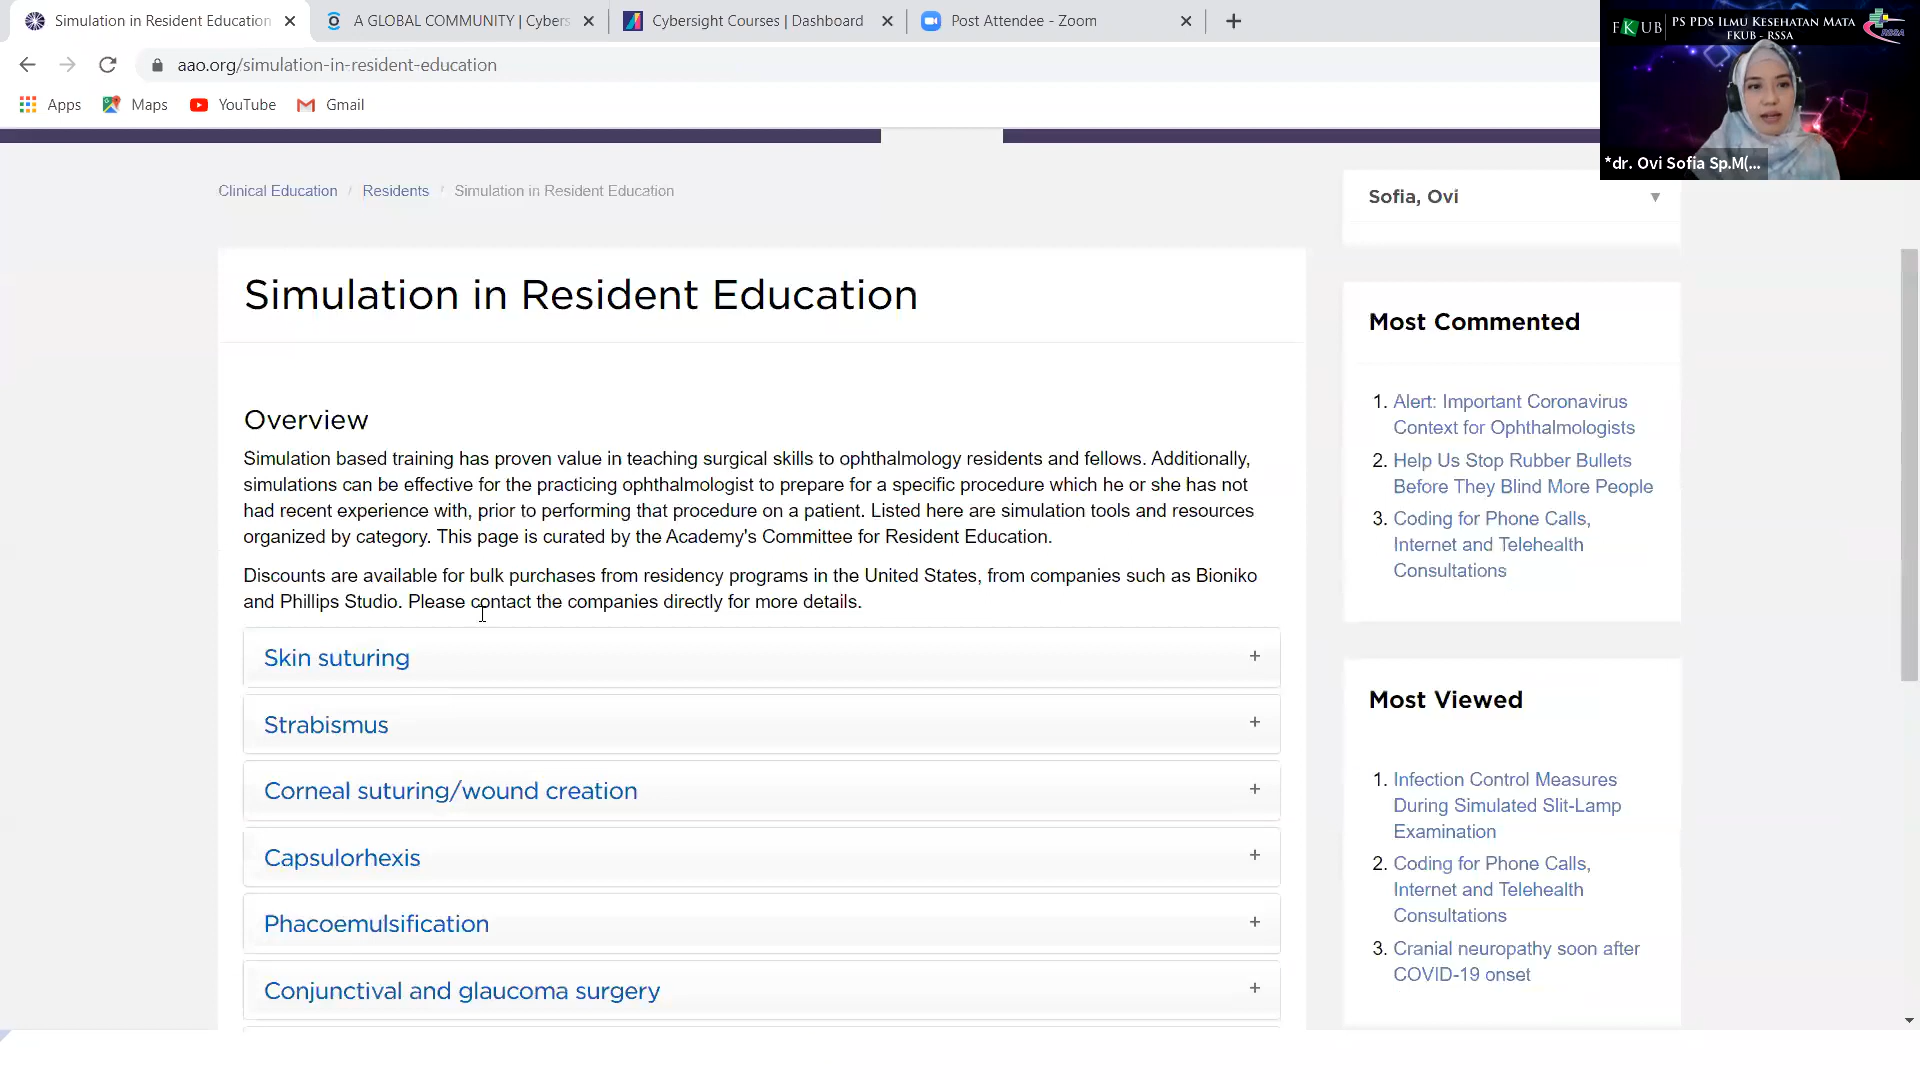 Simulation in Resident Education
A GLOBAL COMMUNITY | Cybers
Cybersight Courses | Dashboard
Post Attendee - Zoom
aao.org/simulation-in-resident-education
Apps
Maps
YouTube
Gmail
FKUB
PS PDS Ilmu Kesehatan Mata
FKUB - RSSA
RSSA
*dr. Ovi Sofia Sp.M(...
Clinical Education / Residents / Simulation in Resident Education
Sofia, Ovi
Simulation in Resident Education
Overview
Simulation based training has proven value in teaching surgical skills to ophthalmology residents and fellows. Additionally,
simulations can be effective for the practicing ophthalmologist to prepare for a specific procedure which he or she has not
had recent experience with, prior to performing that procedure on a patient. Listed here are simulation tools and resources
organized by category. This page is curated by the Academy's Committee for Resident Education.
Discounts are available for bulk purchases from residency programs in the United States, from companies such as Bioniko
and Phillips Studio. Please contact the companies directly for more details.
Skin suturing +
Strabismus +
Corneal suturing/wound creation +
Capsulorhexis +
Phacoemulsification +
Conjunctival and glaucoma surgery +
Most Commented
1. Alert: Important Coronavirus
Context for Ophthalmologists
2. Help Us Stop Rubber Bullets
Before They Blind More People
3. Coding for Phone Calls,
Internet and Telehealth
Consultations
Most Viewed
1. Infection Control Measures
During Simulated Slit-Lamp
Examination
2. Coding for Phone Calls,
Internet and Telehealth
Consultations
3. Cranial neuropathy soon after
COVID-19 onset